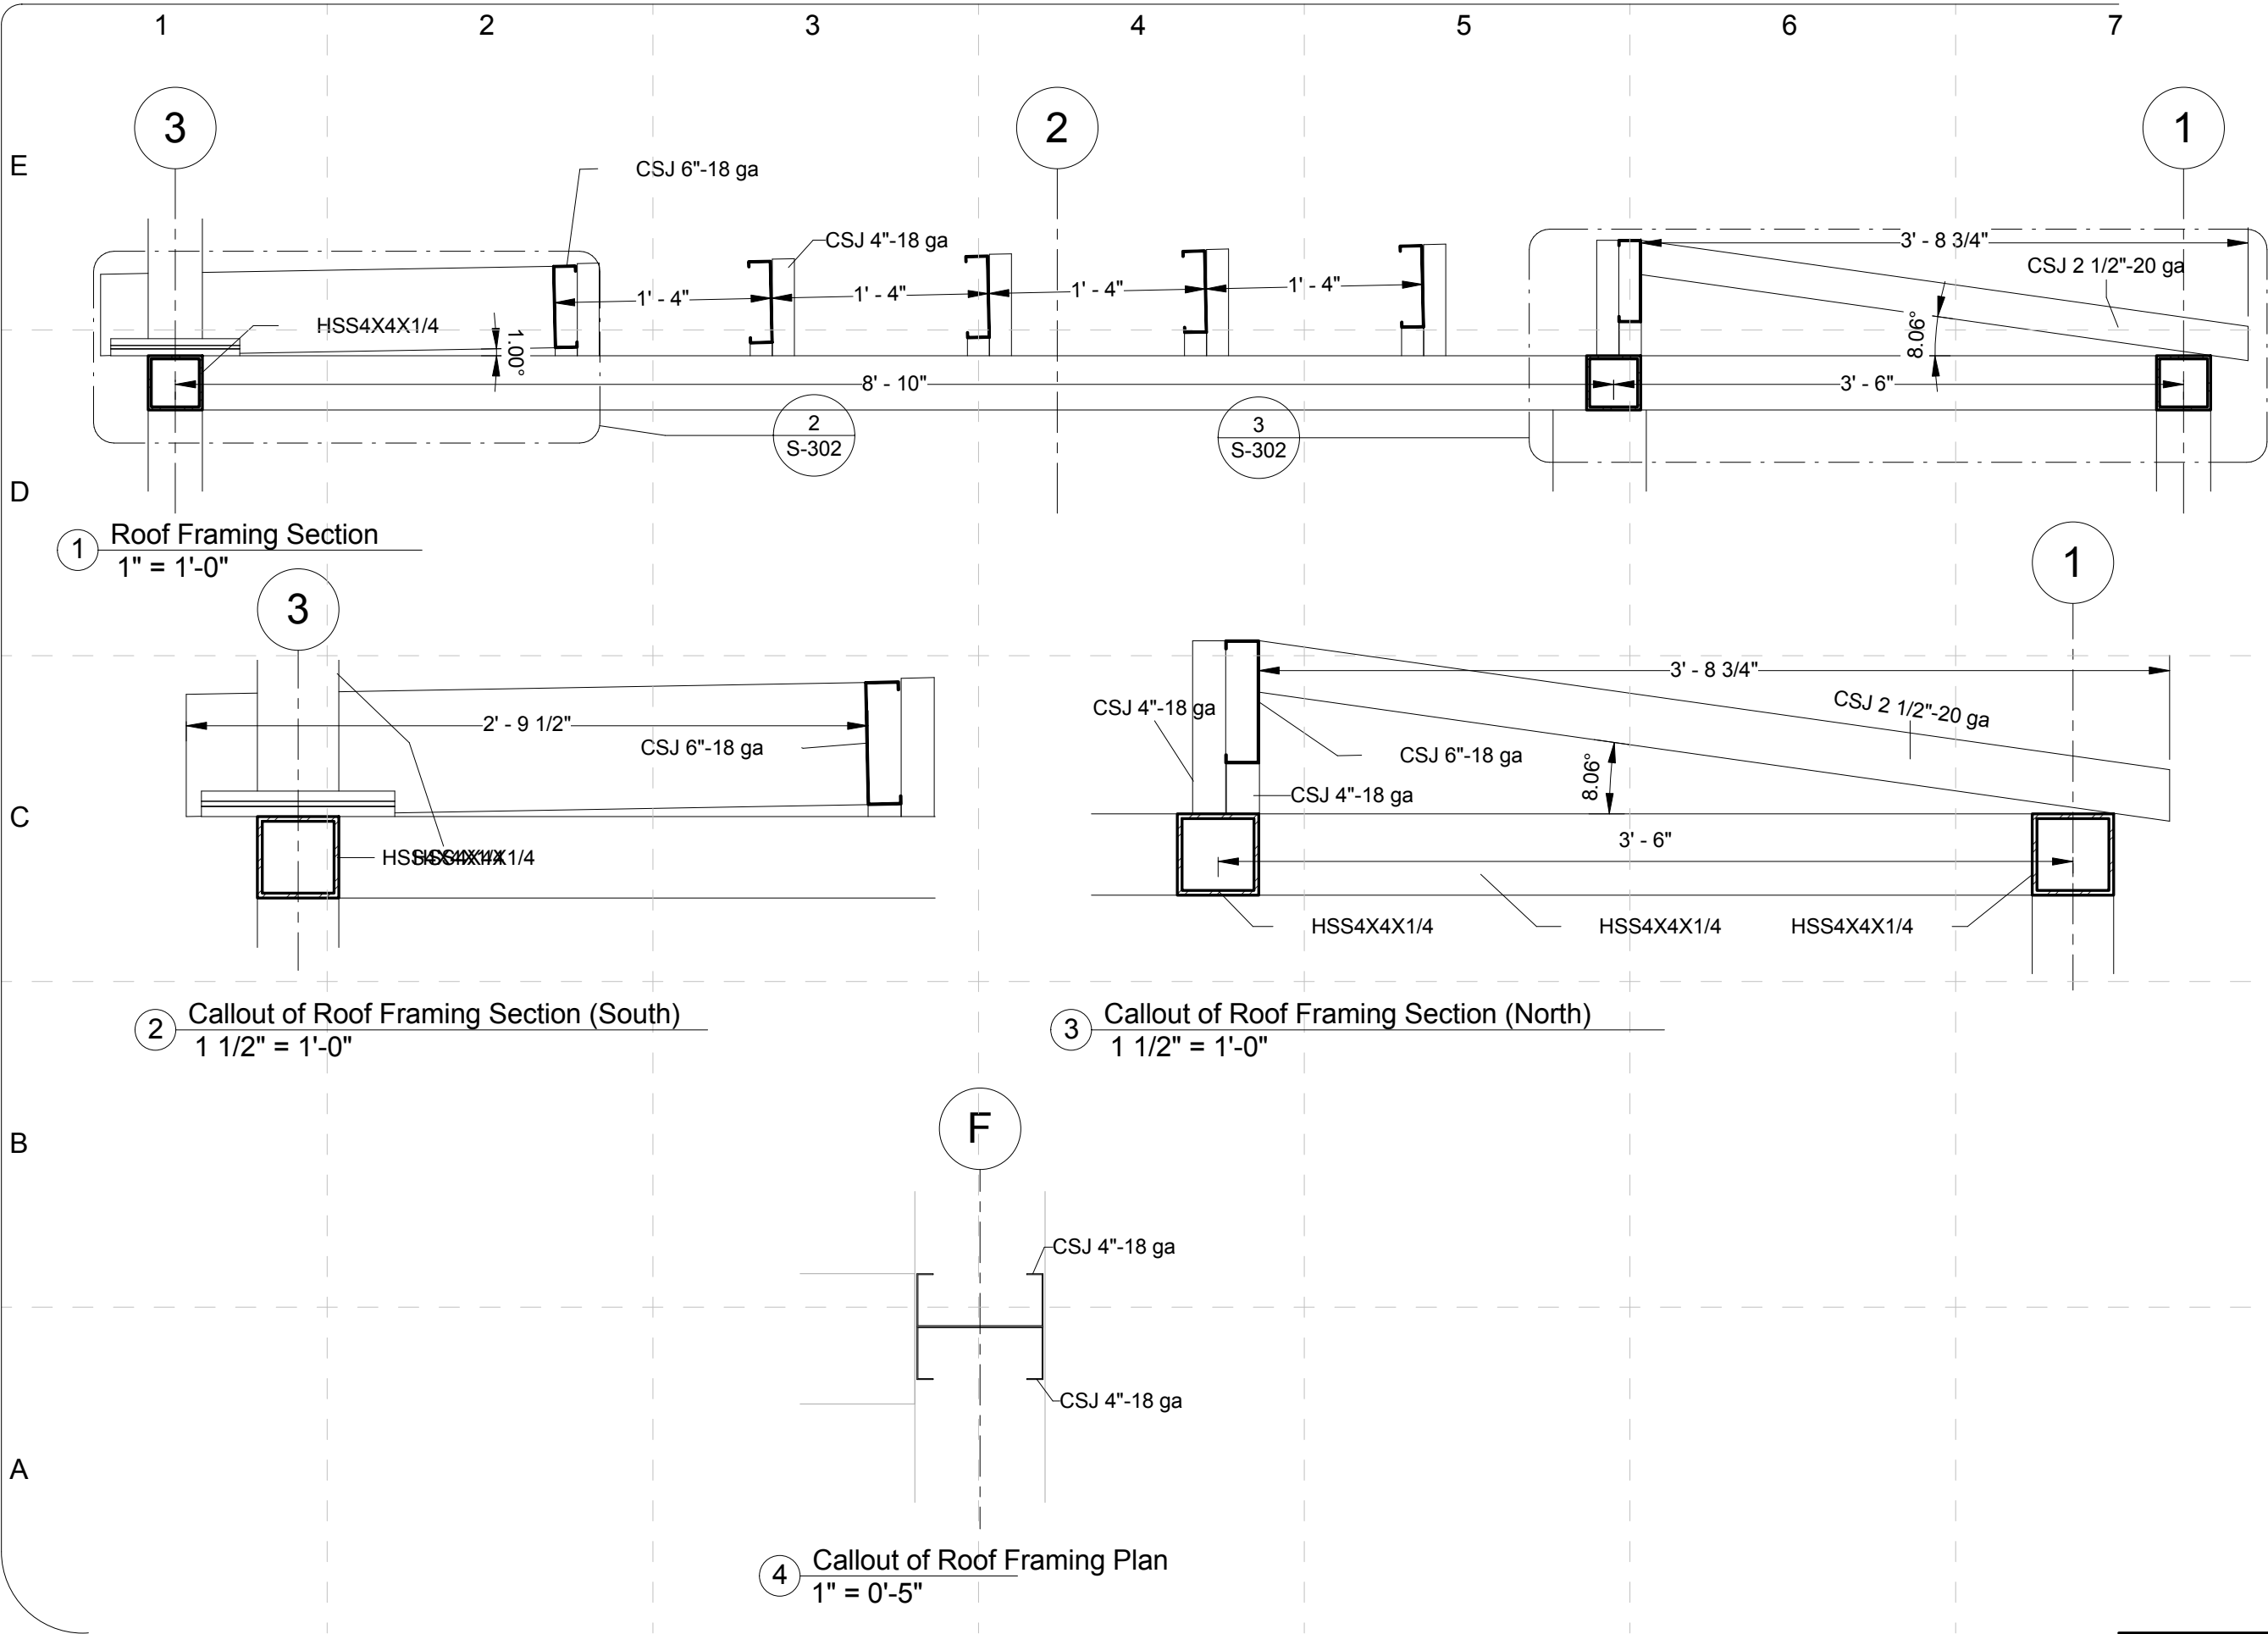 1 2 3 4 5 6 7
3 2 1
E
CSJ 6"-18 ga
CSJ 4"-18 ga
3' - 8 3/4"
CSJ 2 1/2"-20 ga
1' - 4" 1' - 4" 1' - 4" 1' - 4"
HSS4X4X1/4
1.00°
8.06°
8' - 10"
3' - 6"
2
S-302
3
S-302
D
1 Roof Framing Section
1" = 1'-0"
3
1
2' - 9 1/2"
CSJ 6"-18 ga
HSS4X4X1/4
HSS4X4X1/4
3' - 8 3/4"
CSJ 4"-18 ga
CSJ 2 1/2"-20 ga
CSJ 6"-18 ga
8.06°
CSJ 4"-18 ga
C
3' - 6"
HSS4X4X1/4 HSS4X4X1/4 HSS4X4X1/4
2 Callout of Roof Framing Section (South)
1 1/2" = 1'-0"
3 Callout of Roof Framing Section (North)
1 1/2" = 1'-0"
F
B
CSJ 4"-18 ga
CSJ 4"-18 ga
A
4 Callout of Roof Framing Plan
1" = 0'-5"